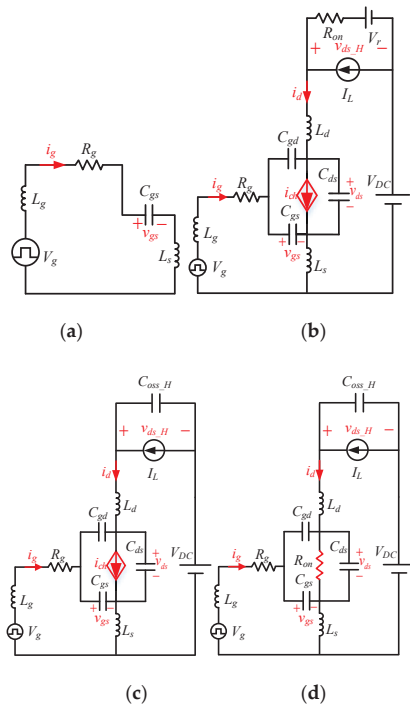 R_on
V_r
+ v_ds_H −
i_d
I_L
i_g
R_g
L_d
C_gd
C_gs
+ −
v_gs
L_g
V_g
L_s
i_g
R_g
i_ch
C_ds
+
v_ds
−
V_DC
C_gs
+ −
v_gs
L_g
V_g
L_s
(a)
(b)
C_oss_H
C_oss_H
+ v_ds_H −
+ v_ds_H −
i_d
I_L
i_d
I_L
L_d
L_d
C_gd
C_gd
i_g
R_g
i_ch
C_ds
+
v_ds
−
V_DC
i_g
R_g
R_on
C_ds
+
v_ds
−
V_DC
C_gs
C_gs
+ −
v_gs
+ −
v_gs
L_g
L_g
V_g
L_s
V_g
L_s
(c)
(d)